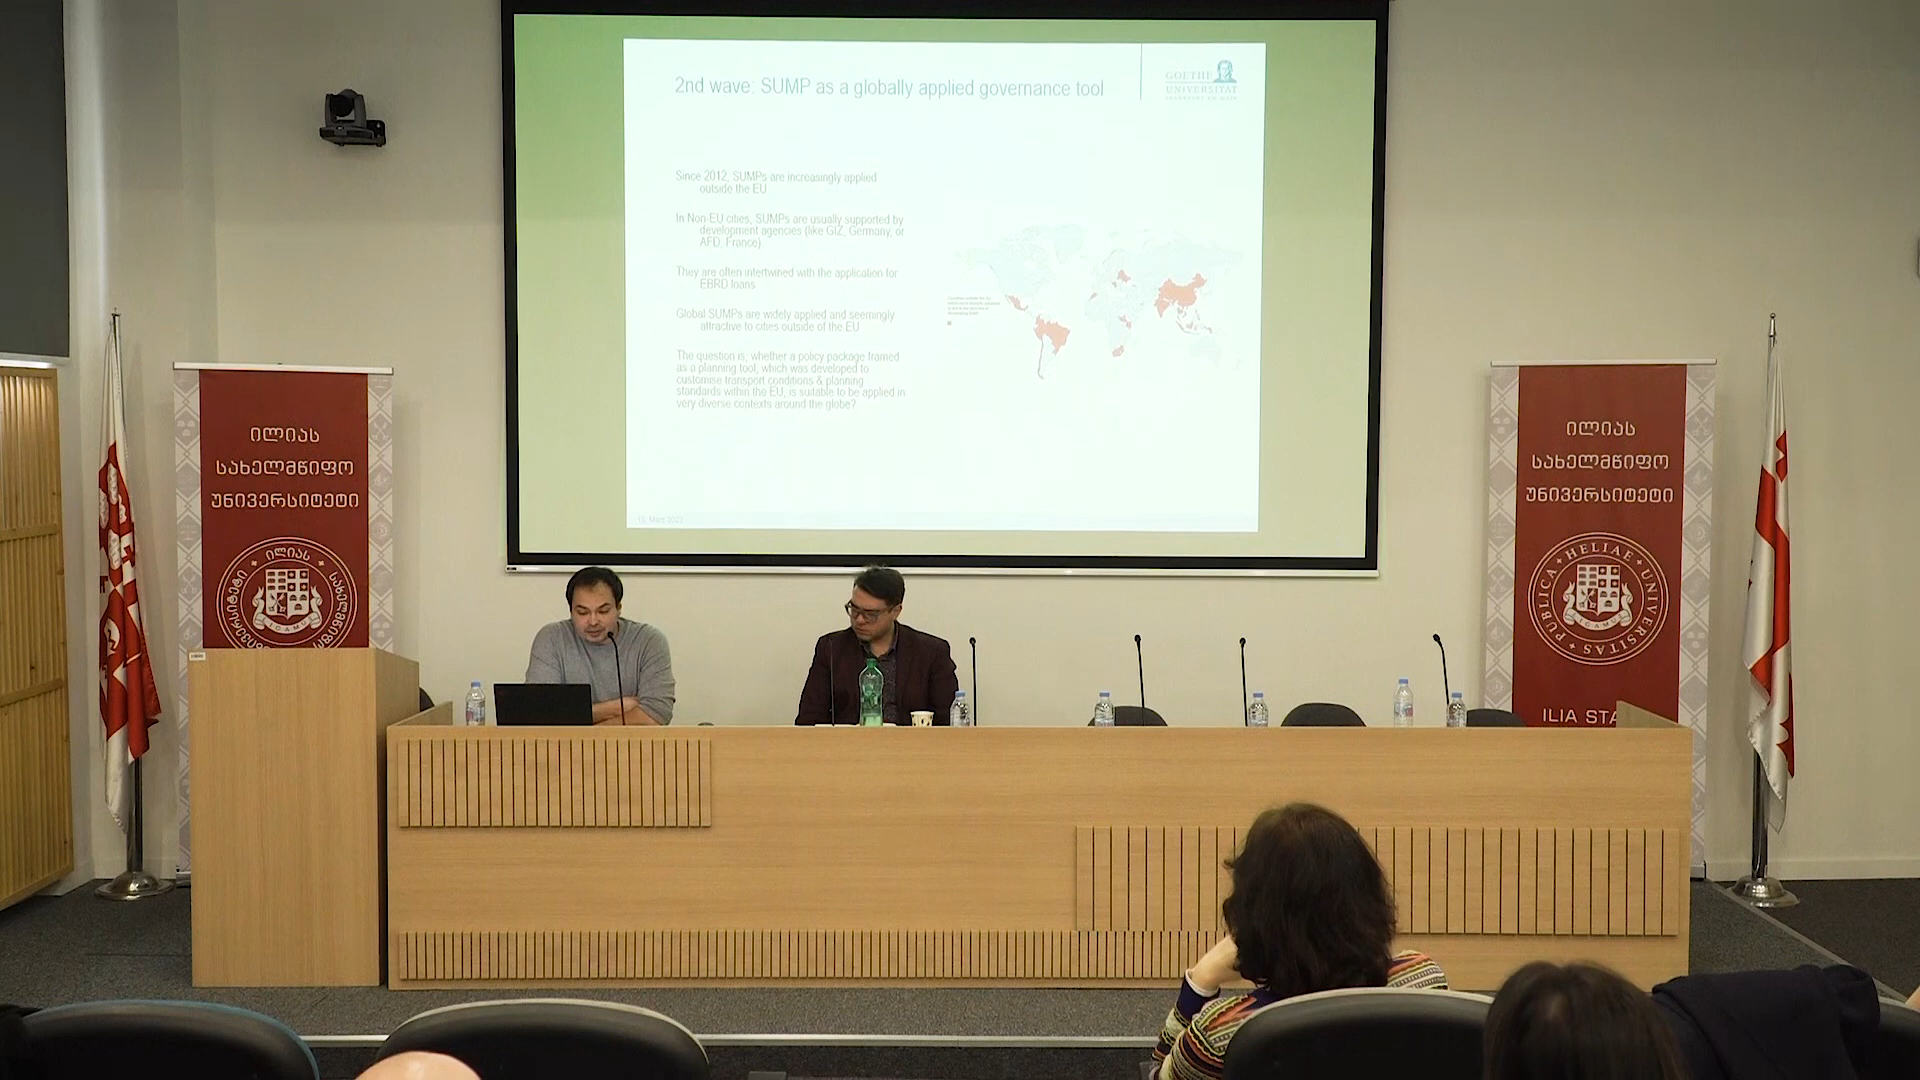 2nd wave: SUMP as a globally applied governance tool
GOETHE
UNIVERSITÄT
Since 2012, SUMPs are increasingly applied
outside the EU
In Non-EU cities, SUMPs are usually supported by
development agencies (like GIZ, Germany, or
AFD, France)
They are often intertwined with the application for
EBRD loans
Global SUMPs are widely applied and seemingly
attractive to cities outside of the EU
The question is, whether a policy package framed
as a planning tool, which was developed to
customise transport conditions & planning
standards within the EU, is suitable to be applied in
very diverse contexts around the globe?
ილიას
სახელმწიფო
უნივერსიტეტი
ილიას
სახელმწიფო
უნივერსიტეტი
ილიას
სახელმწიფო
უნივერსიტეტი
HELIAE UNIVERSITAS PUBLICA
ILIA STA